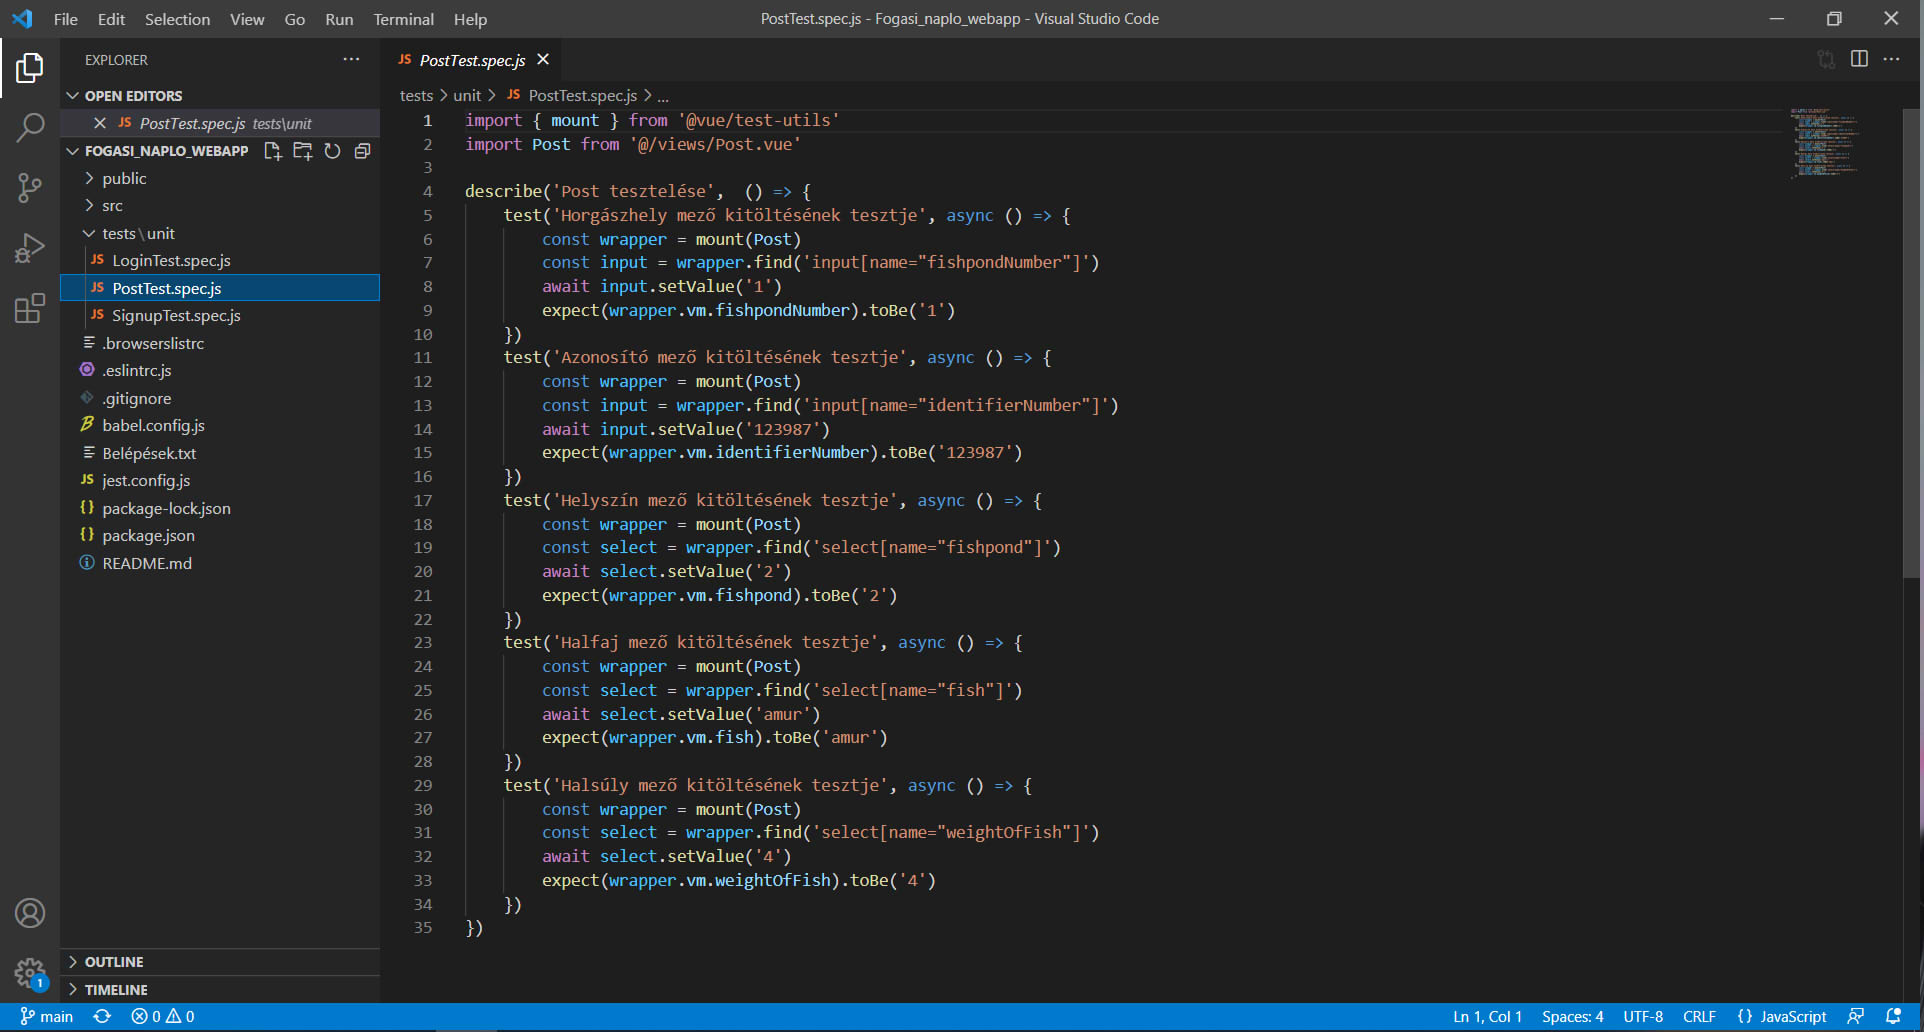 File Edit Selection View Go Run Terminal Help
PostTest.spec.js - Fogasi_naplo_webapp - Visual Studio Code
EXPLORER
OPEN EDITORS
JS PostTest.spec.js tests\unit
FOGASI_NAPLO_WEBAPP
public
src
tests\unit
JS LoginTest.spec.js
JS PostTest.spec.js
JS SignupTest.spec.js
.browserslistrc
.eslintrc.js
.gitignore
babel.config.js
Belépések.txt
JS jest.config.js
{} package-lock.json
{} package.json
README.md
OUTLINE
TIMELINE
1
JS PostTest.spec.js
tests > unit > JS PostTest.spec.js > ...
1 import { mount } from '@vue/test-utils'
2 import Post from '@/views/Post.vue'
3
4 describe('Post tesztelése',  () => {
5     test('Horgászhely mező kitöltésének tesztje', async () => {
6         const wrapper = mount(Post)
7         const input = wrapper.find('input[name="fishpondNumber"]')
8         await input.setValue('1')
9         expect(wrapper.vm.fishpondNumber).toBe('1')
10     })
11     test('Azonosító mező kitöltésének tesztje', async () => {
12         const wrapper = mount(Post)
13         const input = wrapper.find('input[name="identifierNumber"]')
14         await input.setValue('123987')
15         expect(wrapper.vm.identifierNumber).toBe('123987')
16     })
17     test('Helyszín mező kitöltésének tesztje', async () => {
18         const wrapper = mount(Post)
19         const select = wrapper.find('select[name="fishpond"]')
20         await select.setValue('2')
21         expect(wrapper.vm.fishpond).toBe('2')
22     })
23     test('Halfaj mező kitöltésének tesztje', async () => {
24         const wrapper = mount(Post)
25         const select = wrapper.find('select[name="fish"]')
26         await select.setValue('amur')
27         expect(wrapper.vm.fish).toBe('amur')
28     })
29     test('Halsúly mező kitöltésének tesztje', async () => {
30         const wrapper = mount(Post)
31         const select = wrapper.find('select[name="weightOfFish"]')
32         await select.setValue('4')
33         expect(wrapper.vm.weightOfFish).toBe('4')
34     })
35 })
main 0 0
Ln 1, Col 1 Spaces: 4 UTF-8 CRLF {} JavaScript